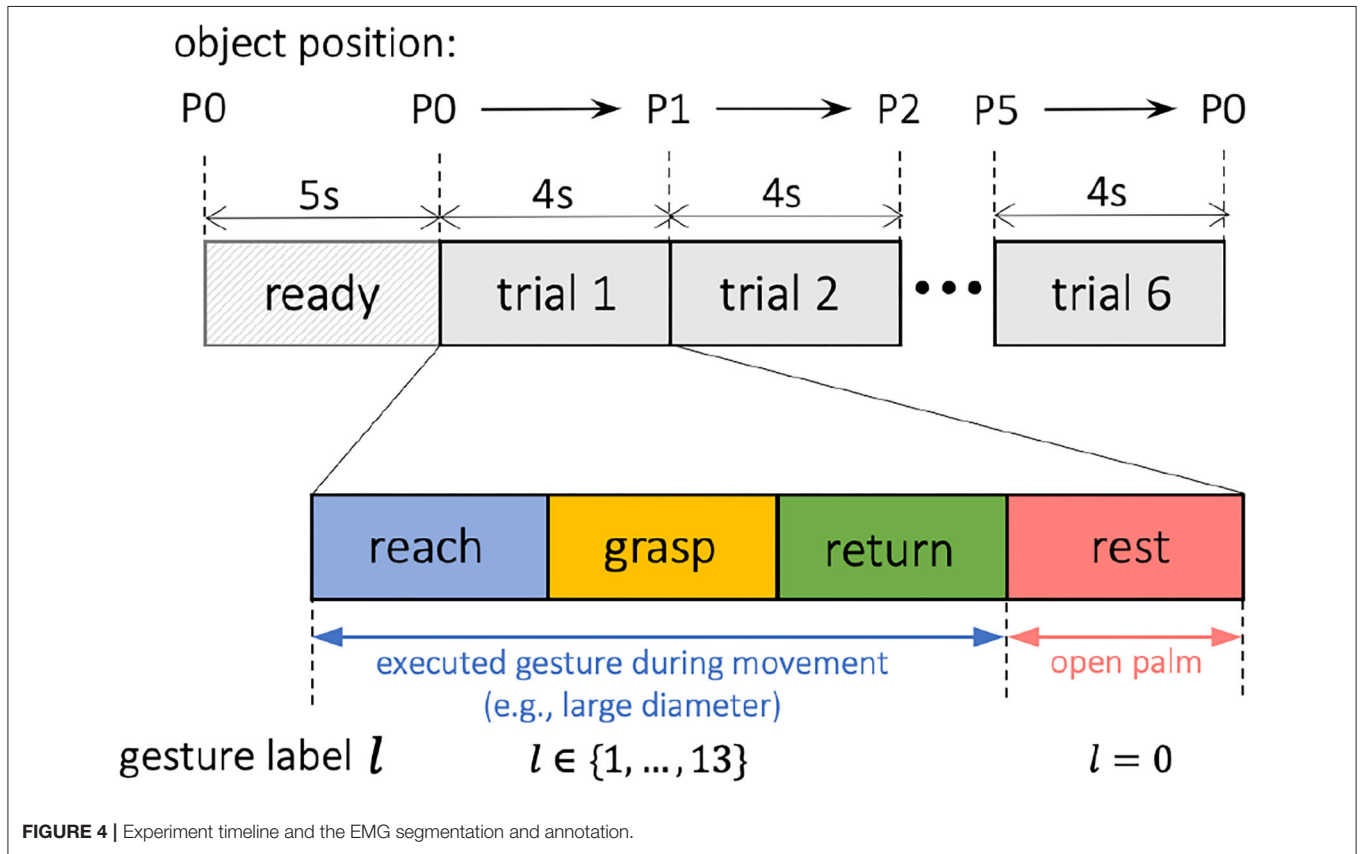 object position:
P0 P0 P1 P2 P5 P0
5s 4s 4s 4s
ready trial 1 trial 2 ••• trial 6
reach grasp return rest
executed gesture during movement open palm
(e.g., large diameter)
gesture label l l ∈ {1, ..., 13} l = 0
FIGURE 4 | Experiment timeline and the EMG segmentation and annotation.